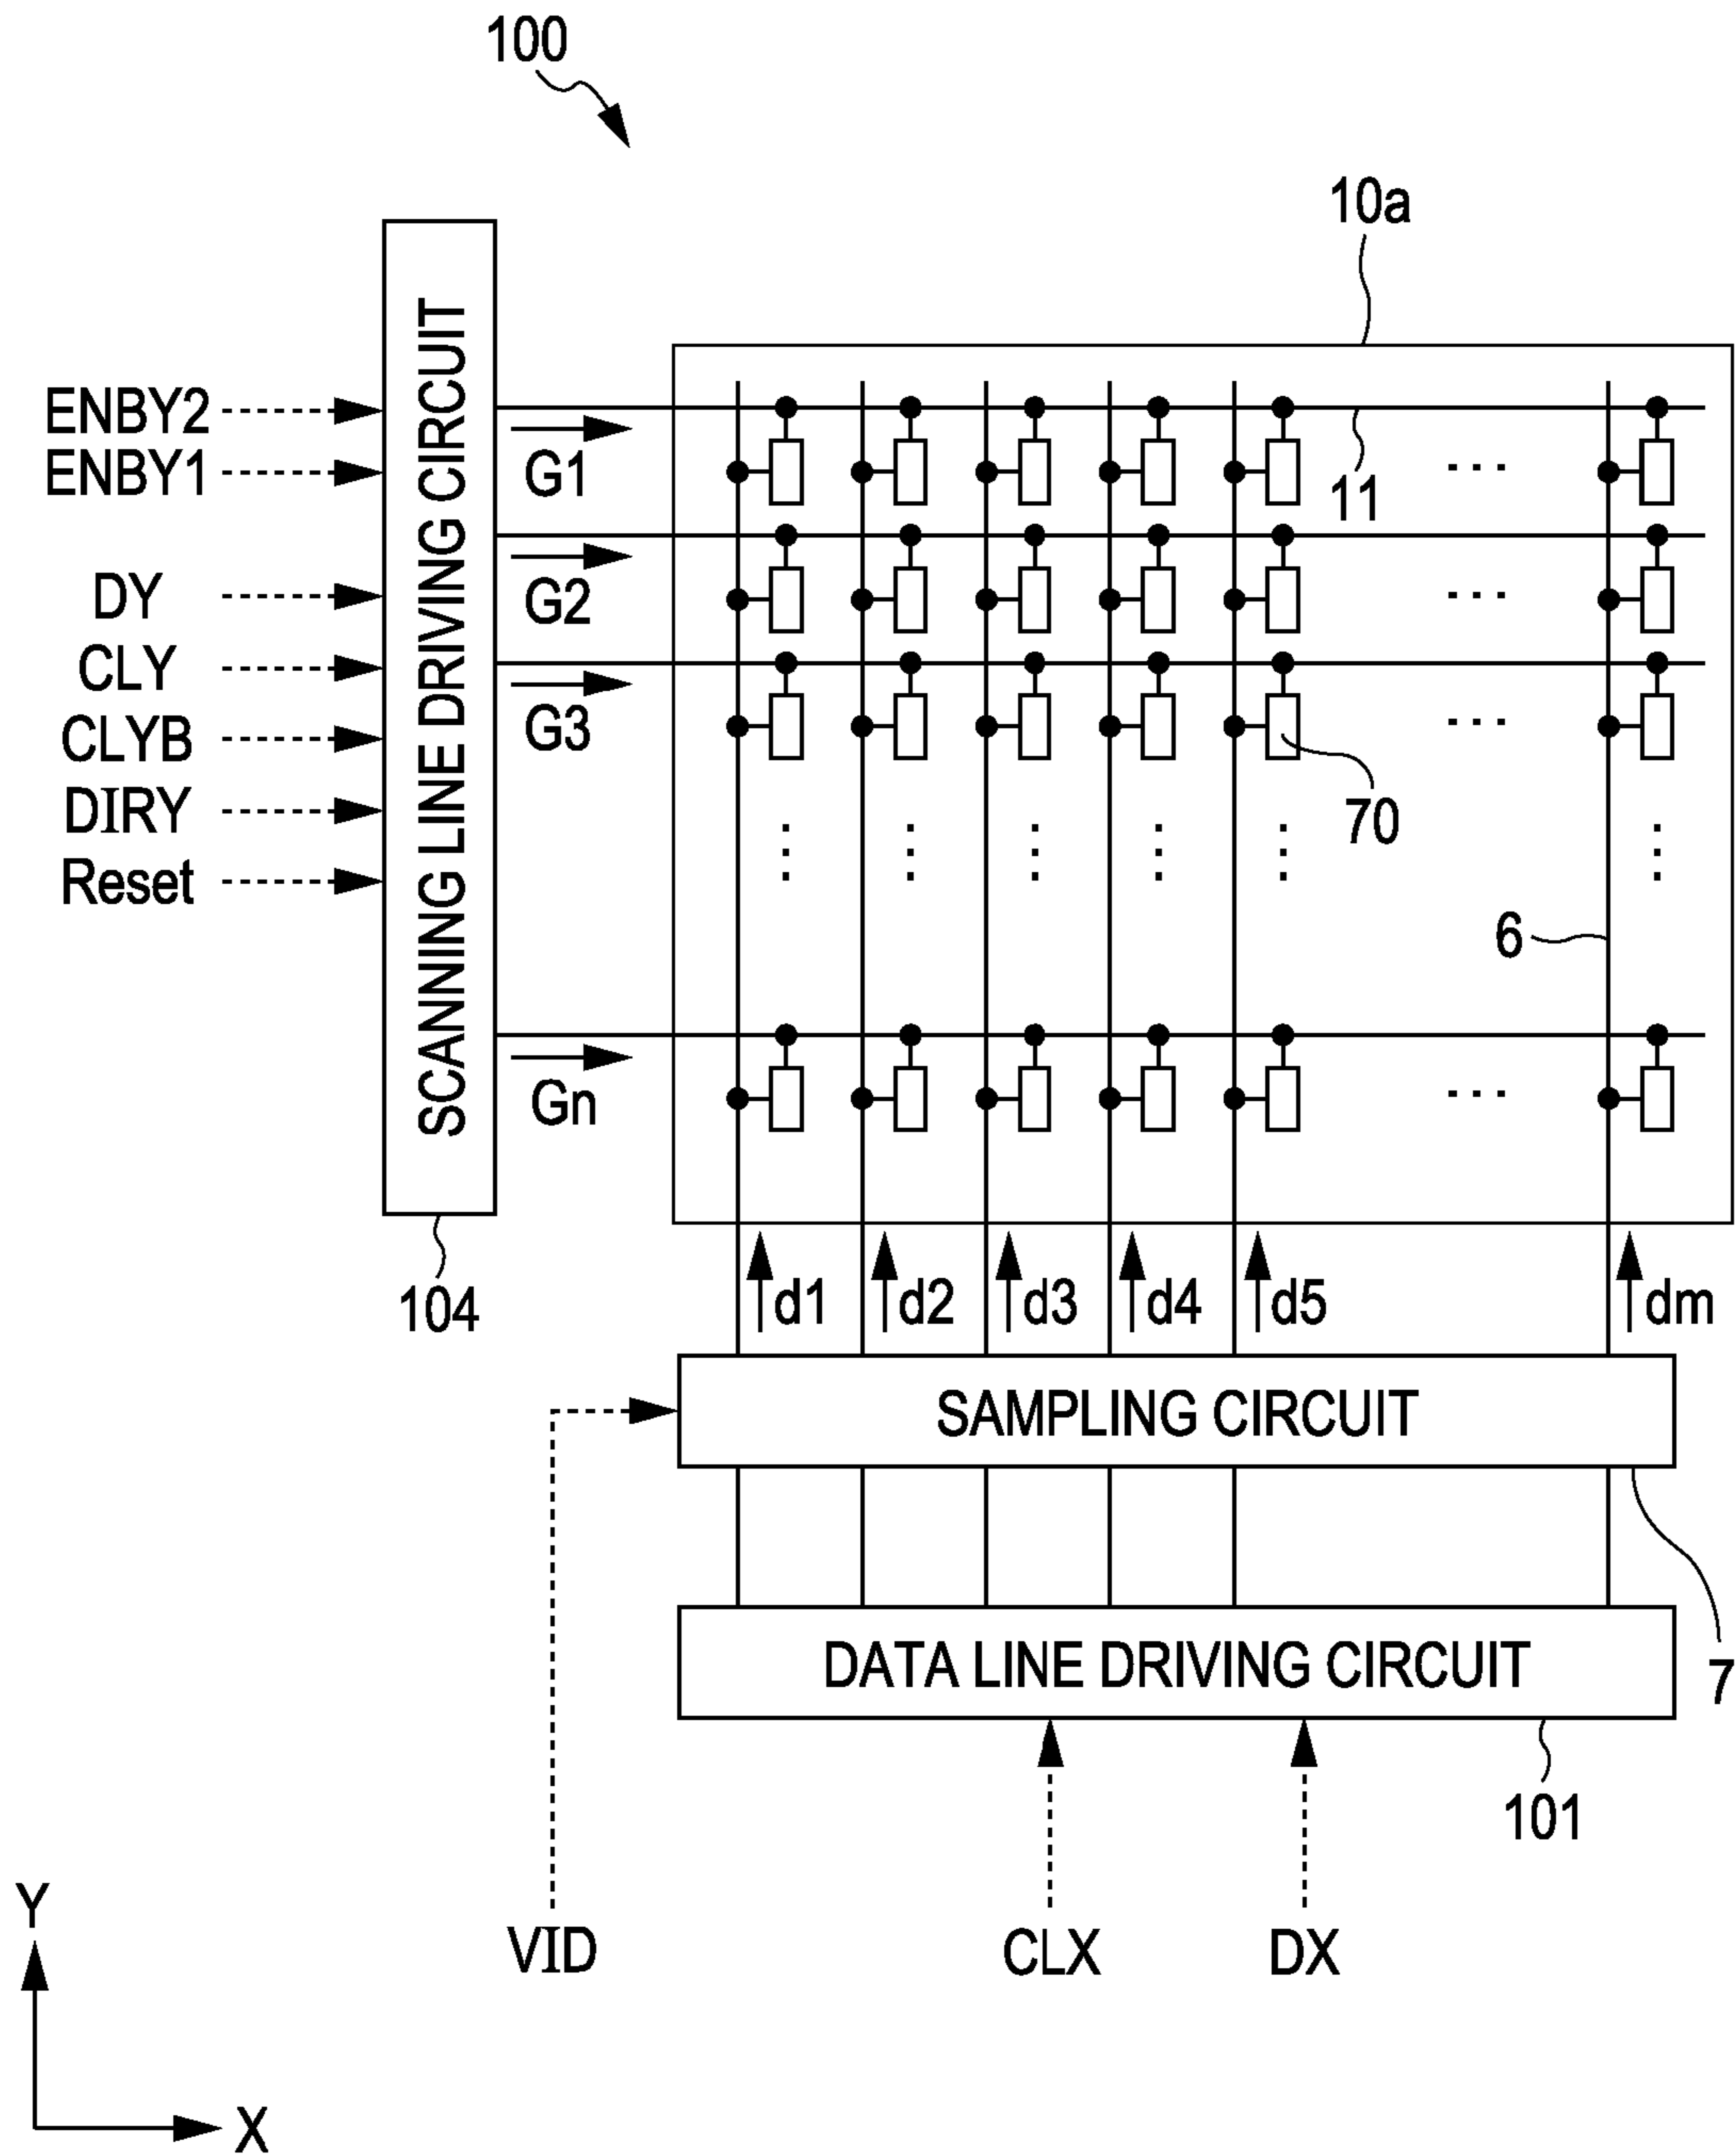 100
10a
SCANNING LINE DRIVING CIRCUIT
ENBY2
ENBY1
DY
CLY
CLYB
DIRY
Reset
G1
G2
G3
Gn
11
...
...
70
...
6
...
104
d1 d2 d3 d4 d5 dm
SAMPLING CIRCUIT
DATA LINE DRIVING CIRCUIT
7
101
VID CLX DX
Y
X